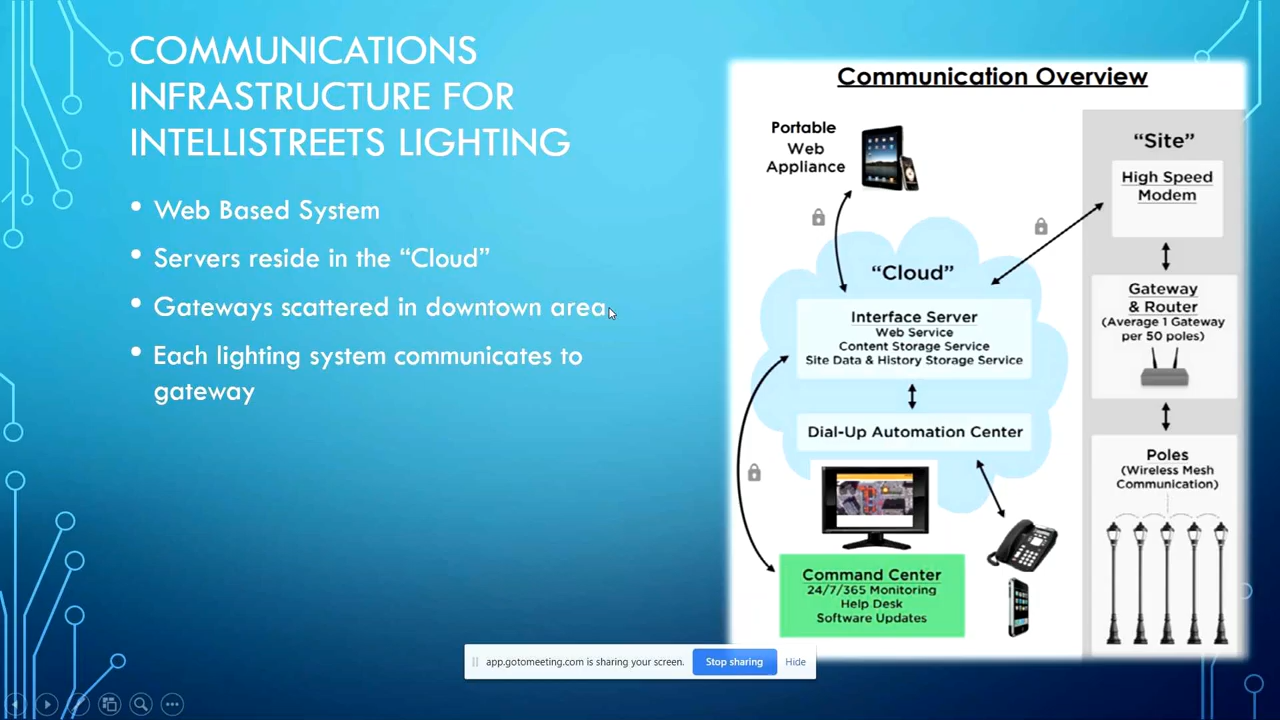 COMMUNICATIONS
INFRASTRUCTURE FOR
INTELLISTREETS LIGHTING
• Web Based System
• Servers reside in the “Cloud”
• Gateways scattered in downtown area
• Each lighting system communicates to
gateway
Communication Overview
Portable
Web
Appliance
“Cloud”
Interface Server
Web Service
Content Storage Service
Site Data & History Storage Service
Dial-Up Automation Center
Command Center
24/7/365 Monitoring
Help Desk
Software Updates
“Site”
High Speed
Modem
Gateway
& Router
(Average 1 Gateway
per 50 poles)
Poles
(Wireless Mesh
Communication)
app.gotomeeting.com is sharing your screen. Stop sharing Hide